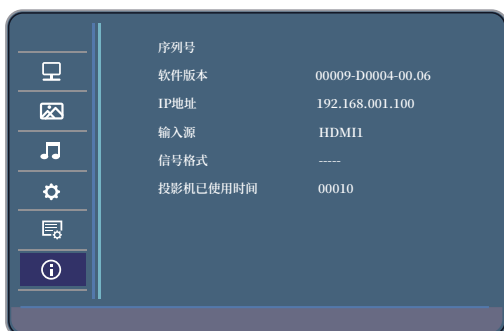 序列号
软件版本 00009-D0004-00.06
IP地址 192.168.001.100
输入源 HDMI1
信号格式 -----
投影机已使用时间 00010